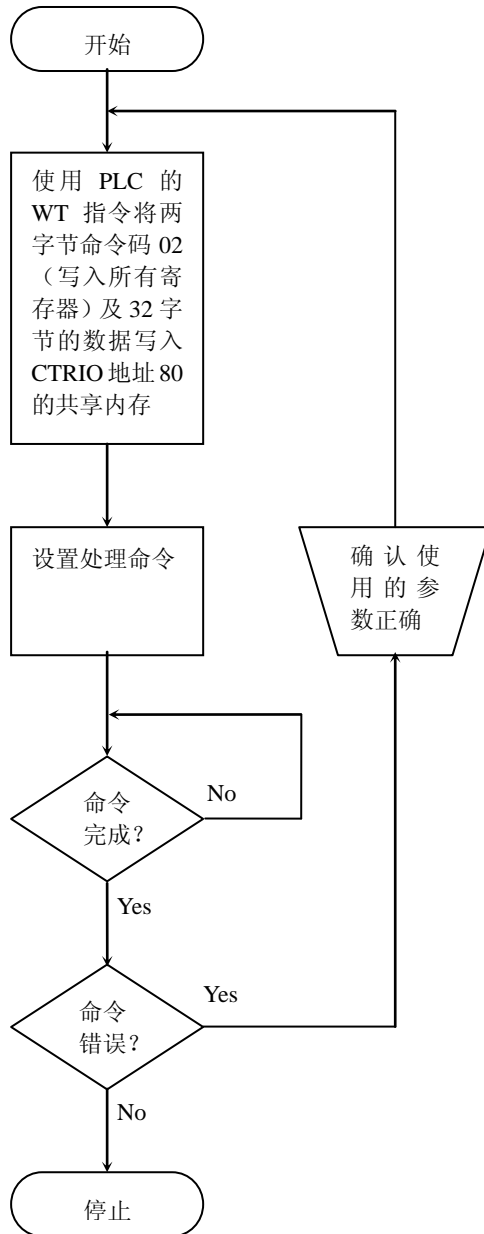 开始
使用 PLC 的
WT 指令将两
字节命令码 02
（写入所有寄
存器）及 32 字
节的数据写入
CTRIO 地址 80
的共享内存
设置处理命令
确认使
用的参
数正确
No
命令
完成？
Yes
Yes
命令
错误？
No
停止